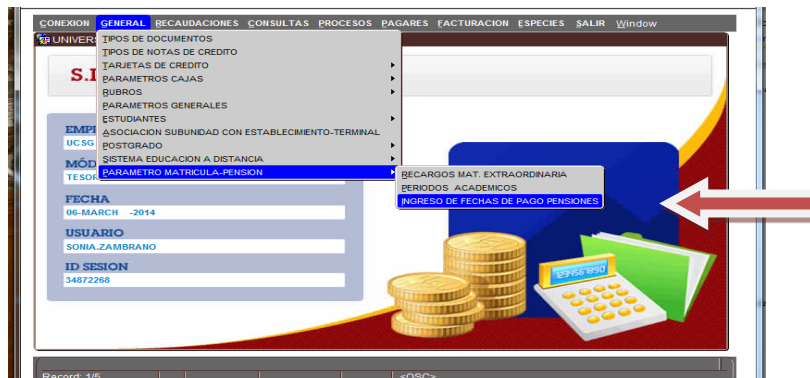 CONEXION GENERAL RECAUDACIONES CONSULTAS PROCESOS PAGARES FACTURACION ESPECIES SALIR Window
UNIVERS
TIPOS DE DOCUMENTOS
TIPOS DE NOTAS DE CREDITO
TARJETAS DE CREDITO
PARAMETROS CAJAS
RUBROS
PARAMETROS GENERALES
ESTUDIANTES
ASOCIACION SUBUNIDAD CON ESTABLECIMIENTO-TERMINAL
POSTGRADO
SISTEMA EDUCACION A DISTANCIA
PARAMETRO MATRICULA-PENSION
RECARGOS MAT. EXTRAORDINARIA
PERIODOS ACADEMICOS
INGRESO DE FECHAS DE PAGO PENSIONES
S.I
EMPR
UCSG
MÓD
TESOR
FECHA
06-MARCH -2014
USUARIO
SONIA.ZAMBRANO
ID SESION
34872268
123456 1890
Record: 1/5 <OSC>